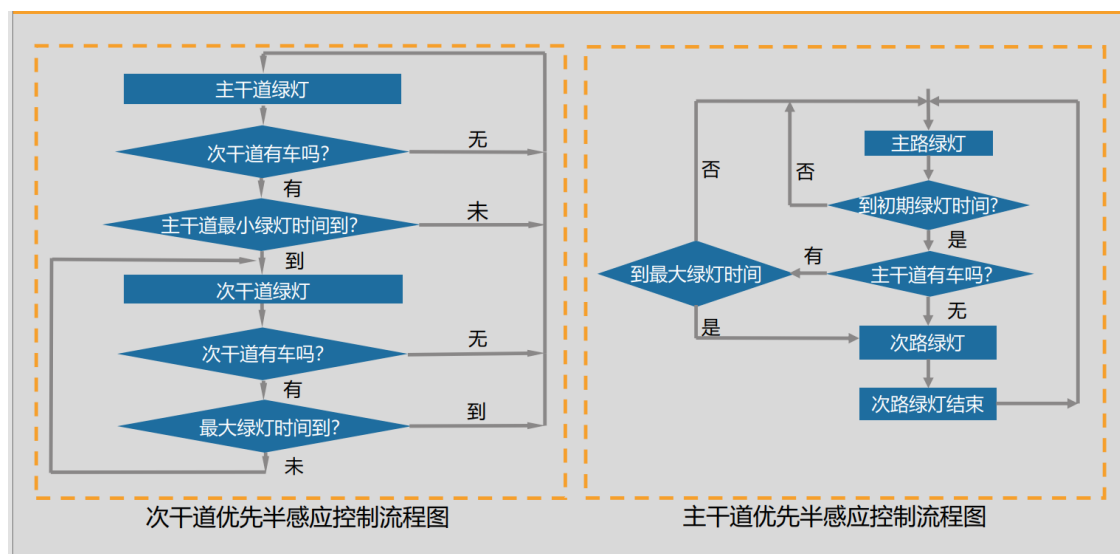 主干道绿灯
次干道有车吗？
无
有
主干道最小绿灯时间到？
未
到
次干道绿灯
次干道有车吗？
无
有
最大绿灯时间到？
到
未
次干道优先半感应控制流程图
主路绿灯
否
否
到初期绿灯时间？
是
到最大绿灯时间
有
主干道有车吗？
无
是
次路绿灯
次路绿灯结束
主干道优先半感应控制流程图